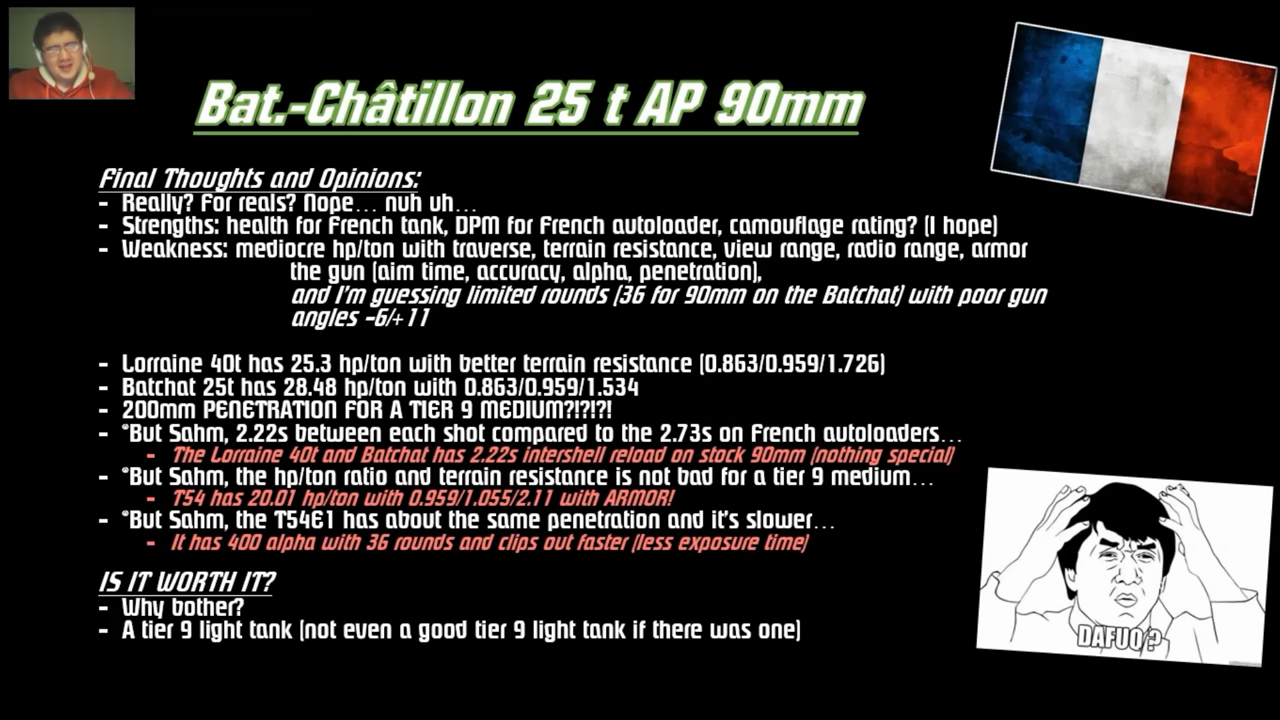 Bat.-Châtillon 25 t AP 90mm
Final Thoughts and Opinions:
- Really? For reals? Nope... nuh uh...
- Strengths: health for French tank, DPM for French autoloader, camouflage rating? (I hope)
- Weakness: mediocre hp/ton with traverse, terrain resistance, view range, radio range, armor
the gun (aim time, accuracy, alpha, penetration),
and I'm guessing limited rounds (36 for 90mm on the Batchat) with poor gun
angles -6/+11
- Lorraine 40t has 25.3 hp/ton with better terrain resistance (0.863/0.959/1.726)
- Batchat 25t has 28.48 hp/ton with 0.863/0.959/1.534
- 200mm PENETRATION FOR A TIER 9 MEDIUM?!?!?!
- *But Sahm, 2.22s between each shot compared to the 2.73s on French autoloaders...
- The Lorraine 40t and Batchat has 2.22s intershell reload on stock 90mm (nothing special)
- *But Sahm, the hp/ton ratio and terrain resistance is not bad for a tier 9 medium...
- T54 has 20.01 hp/ton with 0.959/1.055/2.11 with ARMOR!
- *But Sahm, the T54E1 has about the same penetration and it's slower...
- It has 400 alpha with 36 rounds and clips out faster (less exposure time)
IS IT WORTH IT?
- Why bother?
- A tier 9 light tank (not even a good tier 9 light tank if there was one)
DAFUQ?